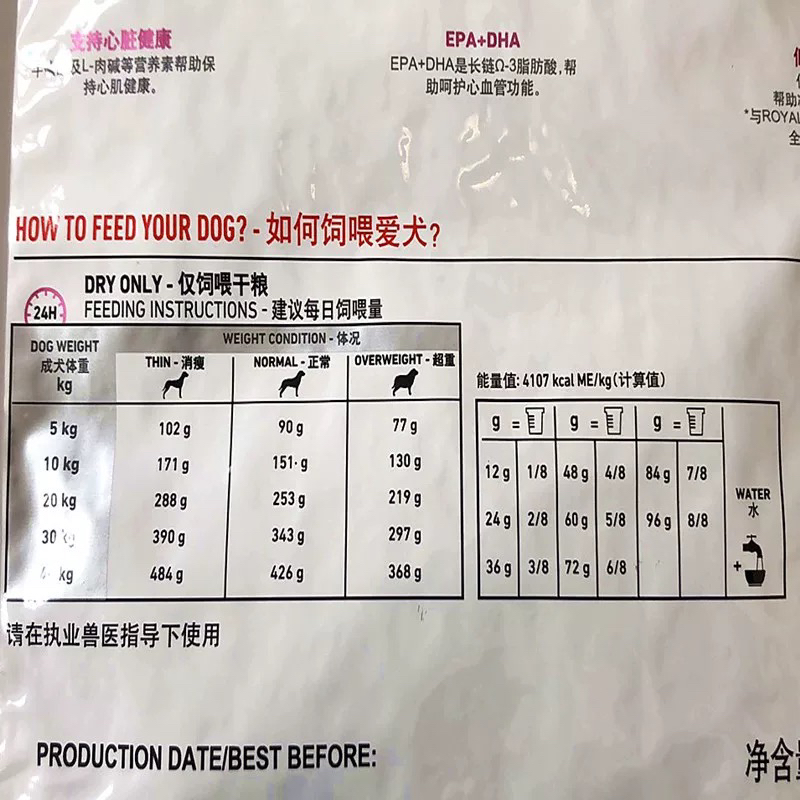 支持心脏健康
及L-肉碱等营养素帮助保
持心肌健康。
EPA+DHA
EPA+DHA是长链Ω-3脂肪酸,帮
助呵护心血管功能。
帮助
*与ROYAL
全
HOW TO FEED YOUR DOG? - 如何饲喂爱犬?
24H
DRY ONLY - 仅饲喂干粮
FEEDING INSTRUCTIONS - 建议每日饲喂量
DOG WEIGHT
成犬体重
kg
WEIGHT CONDITION - 体况
THIN - 消瘦 NORMAL - 正常 OVERWEIGHT - 超重
5 kg 102 g 90 g 77 g
10 kg 171 g 151 g 130 g
20 kg 288 g 253 g 219 g
30 kg 390 g 343 g 297 g
kg 484 g 426 g 368 g
能量值: 4107 kcal ME/kg(计算值)
g = g = g =
12 g 1/8 48 g 4/8 84 g 7/8
24 g 2/8 60 g 5/8 96 g 8/8
36 g 3/8 72 g 6/8
WATER
水
+
请在执业兽医指导下使用
PRODUCTION DATE/BEST BEFORE:
净含